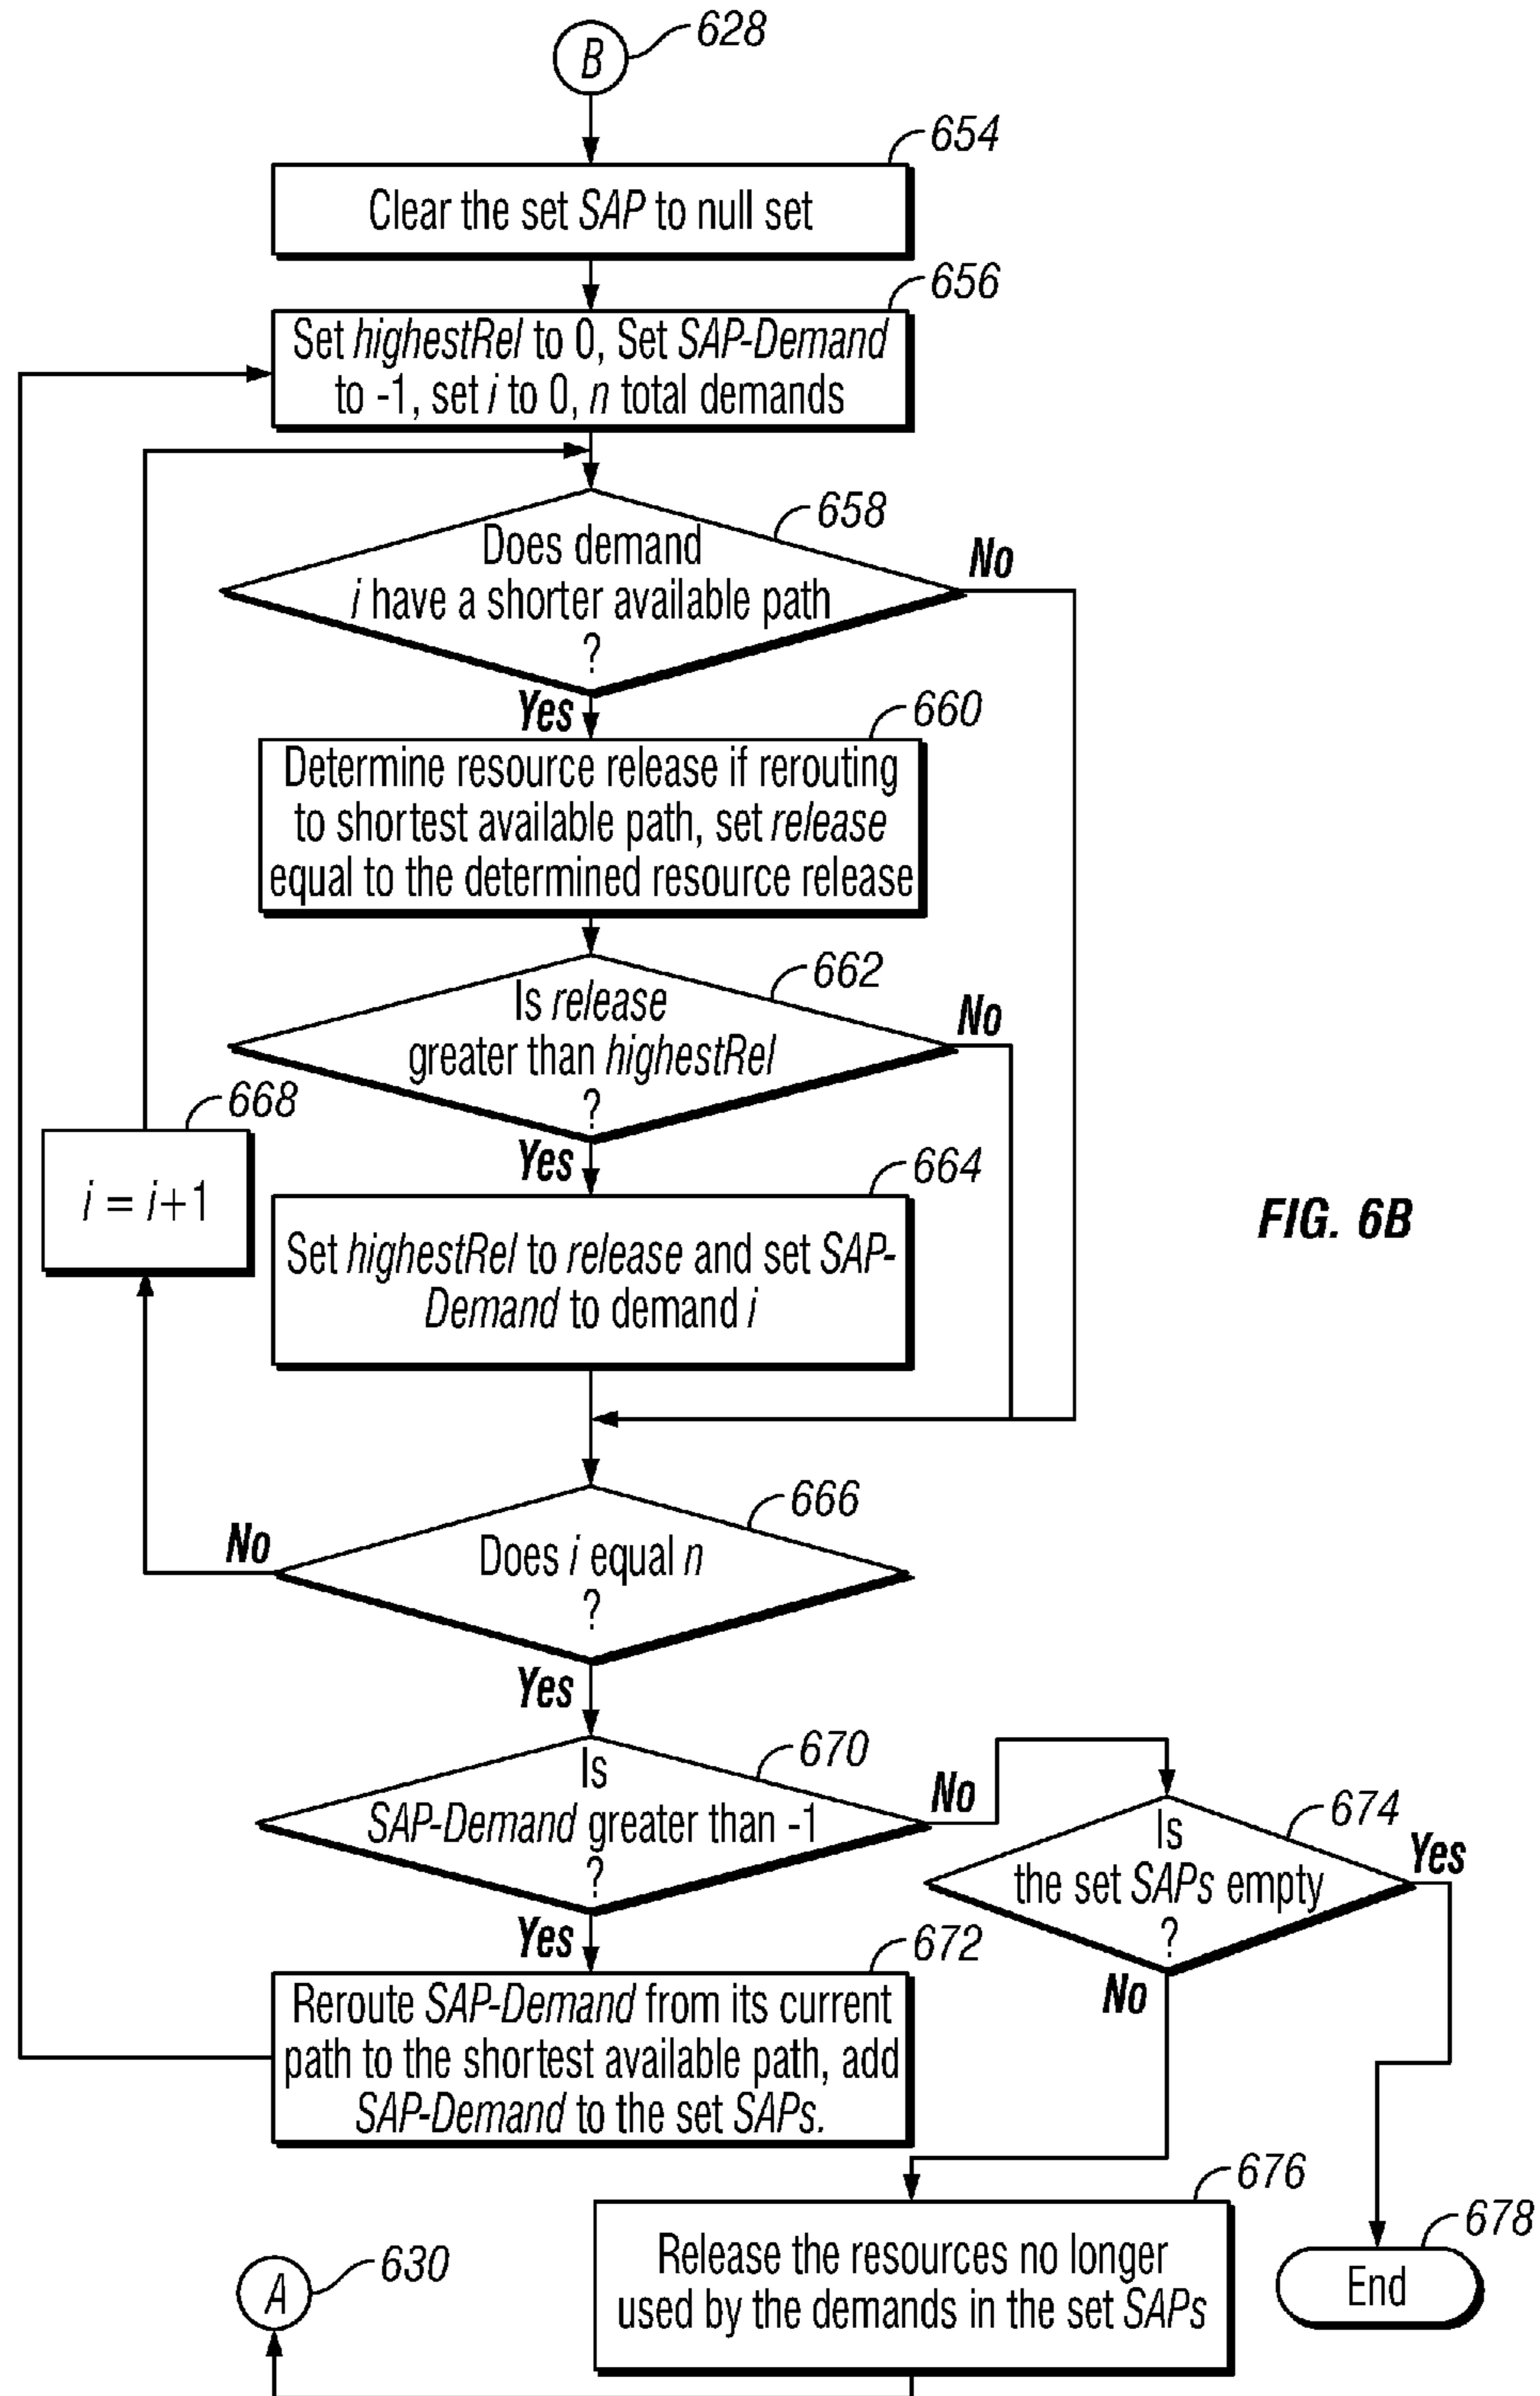 B
628
654
Clear the set SAP to null set
656
Set highestRel to 0, Set SAP-Demand
to -1, set i to 0, n total demands
658
Does demand
i have a shorter available path
?
No
Yes
660
Determine resource release if rerouting
to shortest available path, set release
equal to the determined resource release
662
Is release
greater than highestRel
?
No
Yes
668
i = i+1
664
Set highestRel to release and set SAP-
Demand to demand i
FIG. 6B
666
Does i equal n
?
No
Yes
670
Is
SAP-Demand greater than -1
?
No
Yes
674
Is
the set SAPs empty
?
Yes
No
672
Reroute SAP-Demand from its current
path to the shortest available path, add
SAP-Demand to the set SAPs.
676
Release the resources no longer
used by the demands in the set SAPs
678
End
A
630